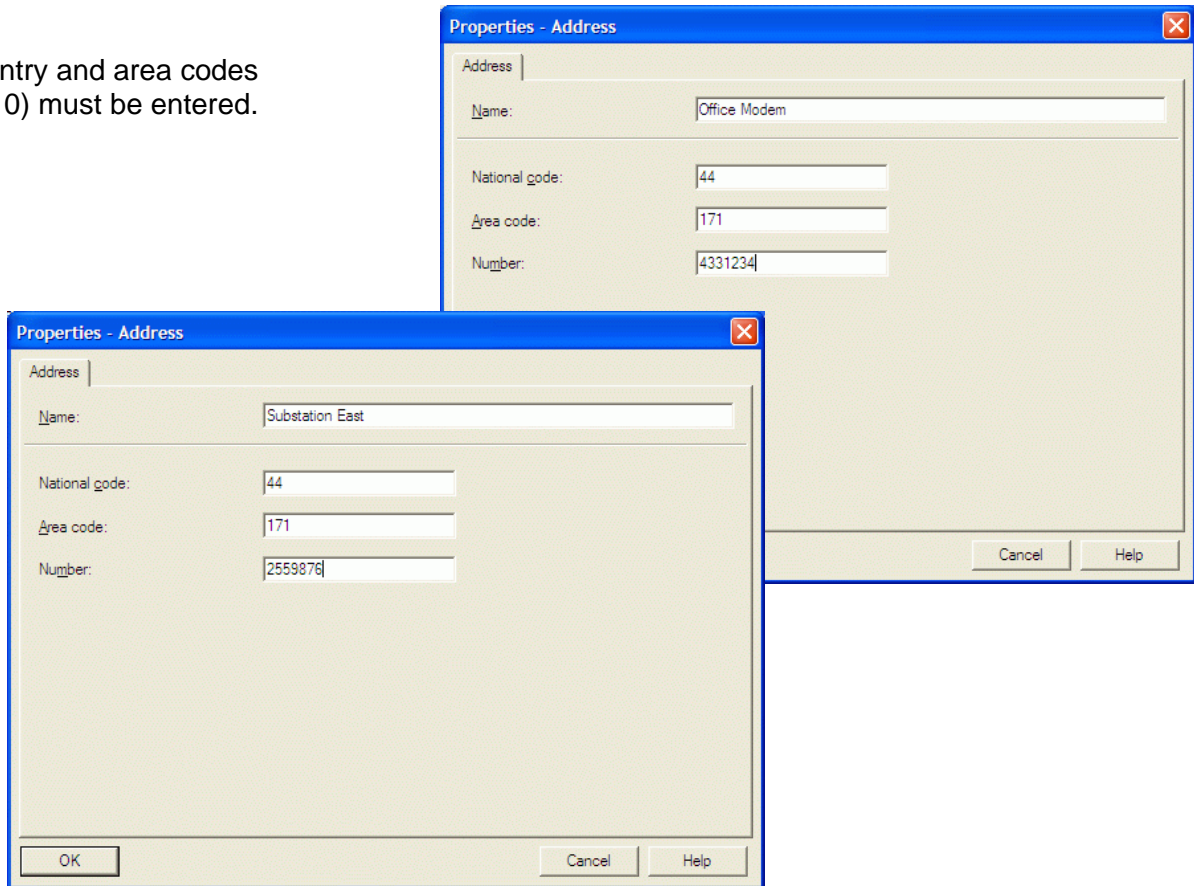 ntry and area codes
0) must be entered.
Properties - Address
Address
Name: Office Modem
National code: 44
Area code: 171
Number: 4331234
Cancel Help
Properties - Address
Address
Name: Substation East
National code: 44
Area code: 171
Number: 2559876
OK Cancel Help